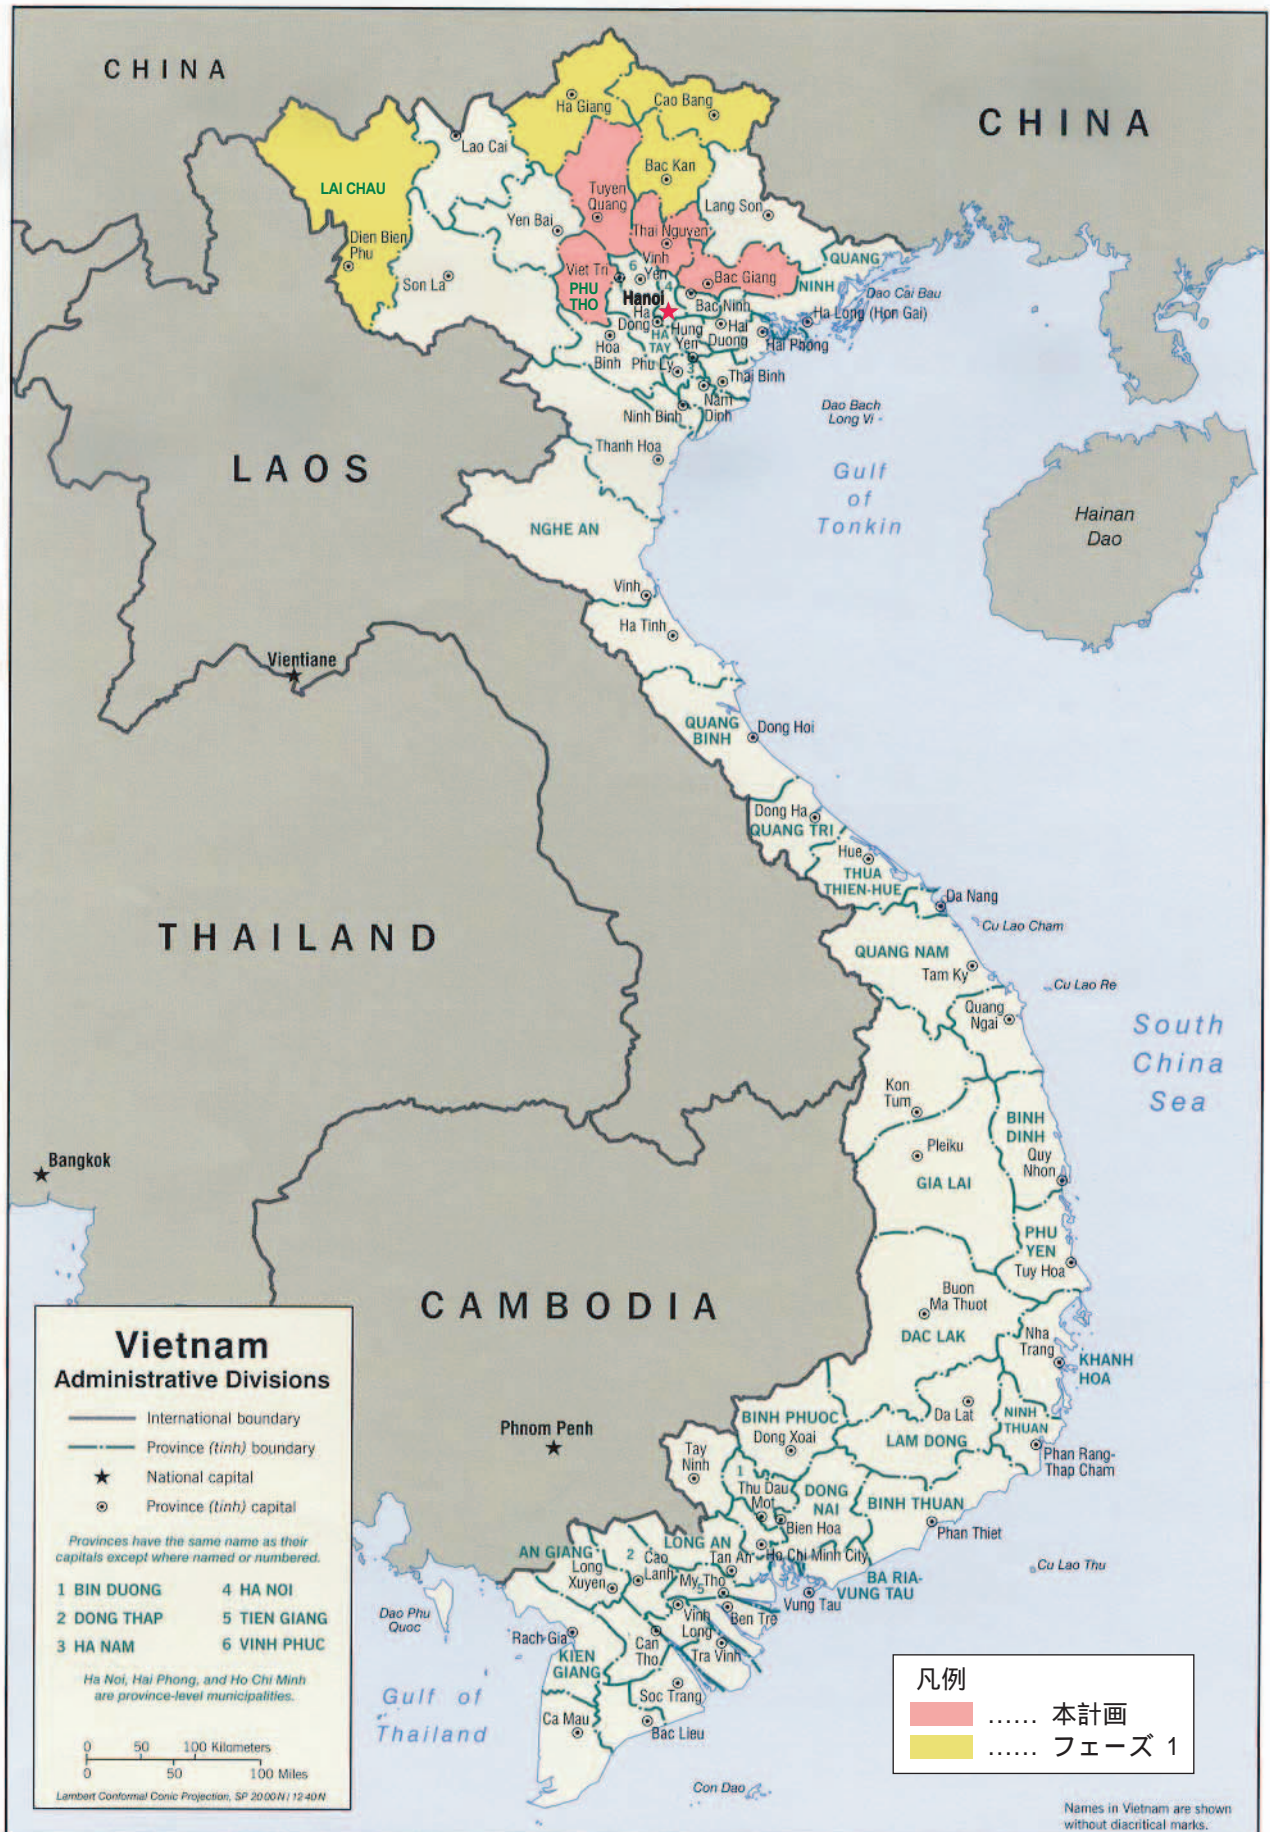 CHINA
CHINA
Ha Giang
Cao Bang
Lao Cai
Bac Kan
LAI CHAU
Tuyen
Quang
Lang Son
Yen Bai
Thai Nguyen
Dien Bien
Phu
Vinh
Yen
QUANG
NINH
Son La
Viet Tri
6
PHU
THO
4
Bac Giang
Dao Cai Bau
Hanoi
Bac Ninh
Ha Long (Hon Gai)
Ha
Dong
HA
TAY
Hung
Yen
Hai
Duong
Hai Phong
Hoa
Binh
Phu Ly
3
Thai Binh
Nam
Dinh
Ninh Binh
Dao Bach
Long Vi
Thanh Hoa
LAOS
Gulf
of
Tonkin
Hainan
Dao
NGHE AN
Vinh
Ha Tinh
Vientiane
QUANG
BINH
Dong Hoi
Dong Ha
QUANG TRI
Hue
THUA
THIEN-HUE
Da Nang
Cu Lao Cham
THAILAND
QUANG NAM
Tam Ky
Cu Lao Re
Quang
Ngai
South
China
Sea
Kon
Tum
BINH
DINH
Pleiku
Quy
Nhon
GIA LAI
Bangkok
PHU
YEN
Tuy Hoa
CAMBODIA
Buon
Ma Thuot
DAC LAK
Nha
Trang
KHANH
HOA
Da Lat
NINH
THUAN
BINH PHUOC
Dong Xoai
LAM DONG
Phnom Penh
Tay
Ninh
Phan Rang-
Thap Cham
1
Thu Dau
Mot
DONG
NAI
BINH THUAN
Bien Hoa
Phan Thiet
AN GIANG
2
LONG AN
Long
Xuyen
Cao
Lanh
Tan An
Ho Chi Minh City
Cu Lao Thu
My Tho
5
BA RIA-
VUNG TAU
Vung Tau
Dao Phu
Quoc
Vinh
Long
Ben Tre
Rach Gia
Can
Tho
Tra Vinh
KIEN
GIANG
Soc Trang
Gulf of
Thailand
Ca Mau
Bac Lieu
Con Dao
Vietnam
Administrative Divisions
International boundary
Province (tinh) boundary
National capital
Province (tinh) capital
Provinces have the same name as their
capitals except where named or numbered.
1 BIN DUONG 4 HA NOI
2 DONG THAP 5 TIEN GIANG
3 HA NAM 6 VINH PHUC
Ha Noi, Hai Phong, and Ho Chi Minh
are province-level municipalities.
0 50 100 Kilometers
0 50 100 Miles
Lambert Conformal Conic Projection, SP 20 00N / 12 40N
凡例
...... 本計画
...... フェーズ 1
Names in Vietnam are shown
without diacritical marks.